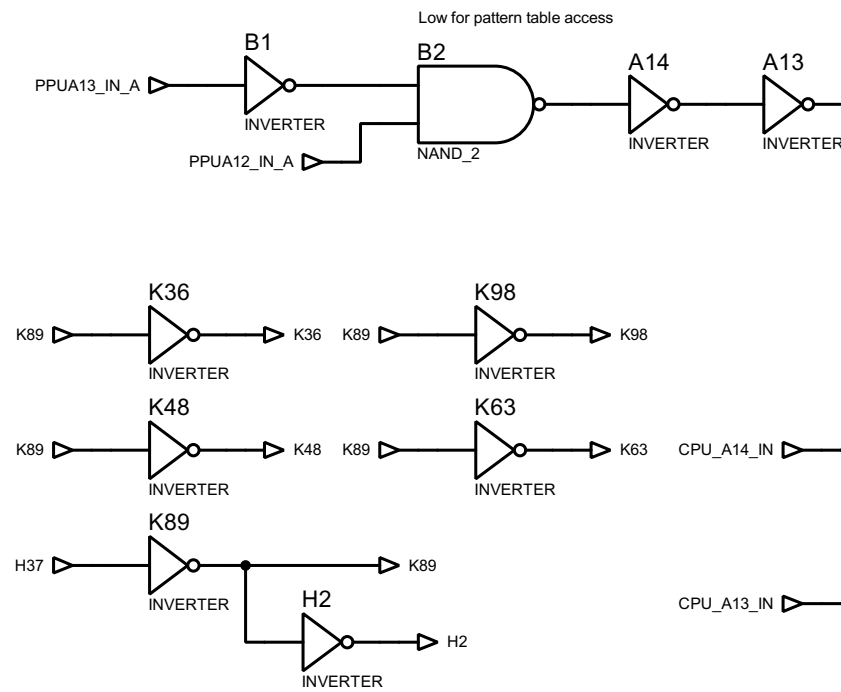 Low for pattern table access
B1
B2
A14
A13
PPUA13_IN_A
INVERTER
INVERTER
INVERTER
PPUA12_IN_A
NAND_2
K36
K98
K89
K36
K89
K98
INVERTER
INVERTER
K48
K63
K89
K48
K89
K63
CPU_A14_IN
INVERTER
INVERTER
K89
H37
K89
INVERTER
H2
CPU_A13_IN
H2
INVERTER